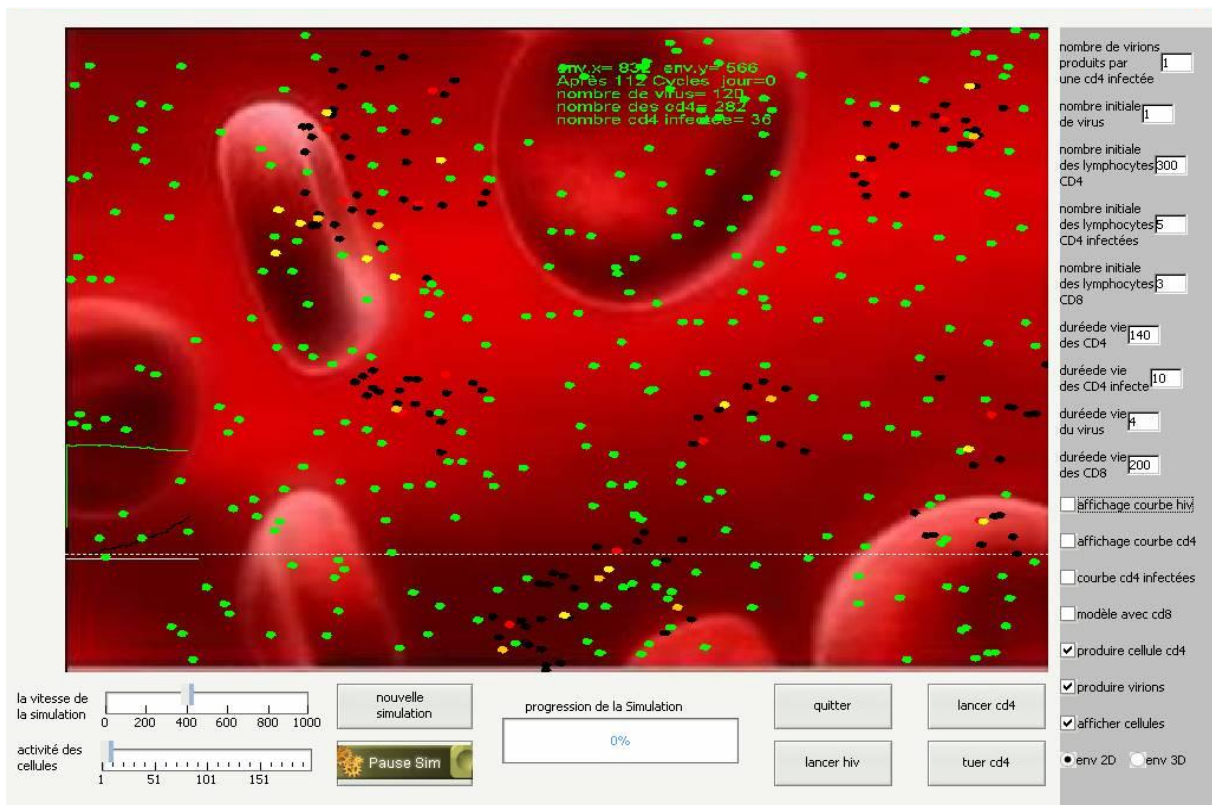 env.x= 832 env.y= 566
Après 112 Cycles jour=0
nombre de virus= 120
nombre des cd4= 282
nombre cd4 infectée= 36
nombre de virions
produits par
une cd4 infectée
1
nombre initiale
de virus
1
nombre initiale
des lymphocytes
CD4
300
nombre initiale
des lymphocytes
CD4 infectées
5
nombre initiale
des lymphocytes
CD8
3
duréede vie
des CD4
140
duréede vie
des CD4 infecte
10
duréede vie
du virus
4
duréede vie
des CD8
200
affichage courbe hiv
affichage courbe cd4
courbe cd4 infectées
modèle avec cd8
produire cellule cd4
produire virions
afficher cellules
env 2D env 3D
la vitesse de
la simulation
0 200 400 600 800 1000
activité des
cellules
1 51 101 151
nouvelle
simulation
Pause Sim
progression de la Simulation
0%
quitter
lancer cd4
lancer hiv
tuer cd4